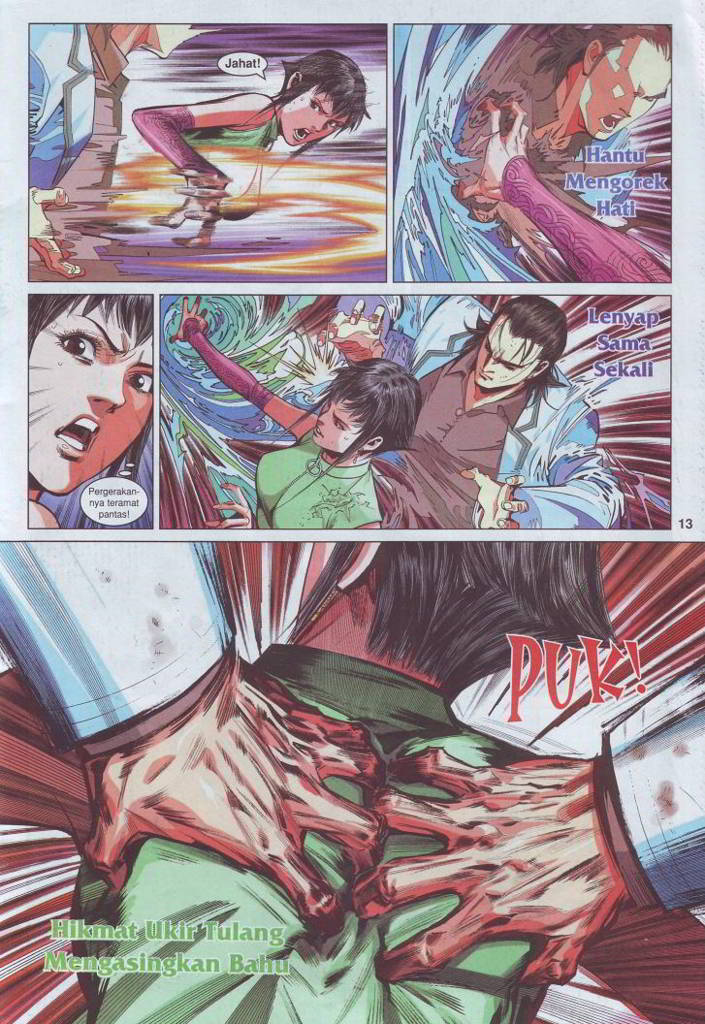 Jahat!
Hantu
Mengorek
Hati
Pergerakan-
nya teramat
pantas!
Lenyap
Sama
Sekali
13
PUK!
Hikmat Ukir Tulang
Mengasingkan Bahu